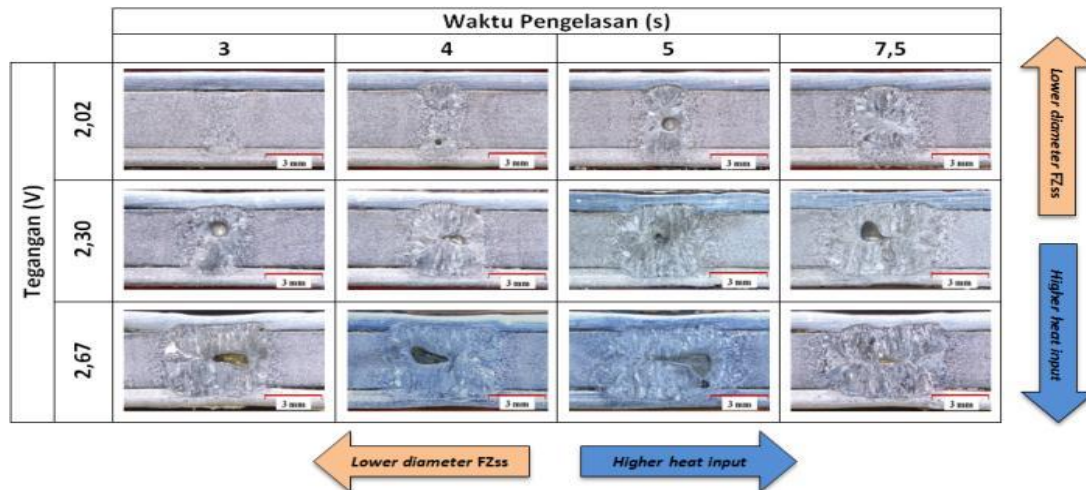 Waktu Pengelasan (s)
3 4 5 7,5
Tegangan (V)
2,02
3 mm 3 mm 3 mm 3 mm
2,30
3 mm 3 mm 3 mm 3 mm
2,67
3 mm 3 mm 3 mm 3 mm
Lower diameter FZss
Higher heat input
Lower diameter FZss
Higher heat input